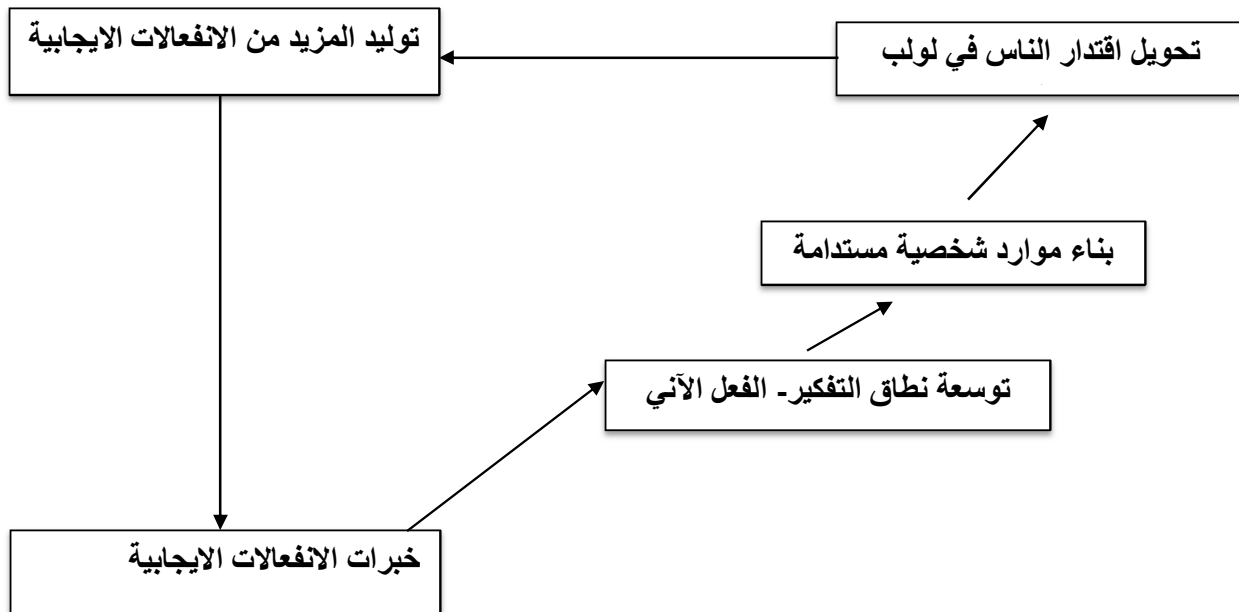 تحويل اقتدار الناس في لولب
توليد المزيد من الانفعالات الايجابية
بناء موارد شخصية مستدامة
توسعة نطاق التفكير- الفعل الآني
خبرات الانفعالات الايجابية